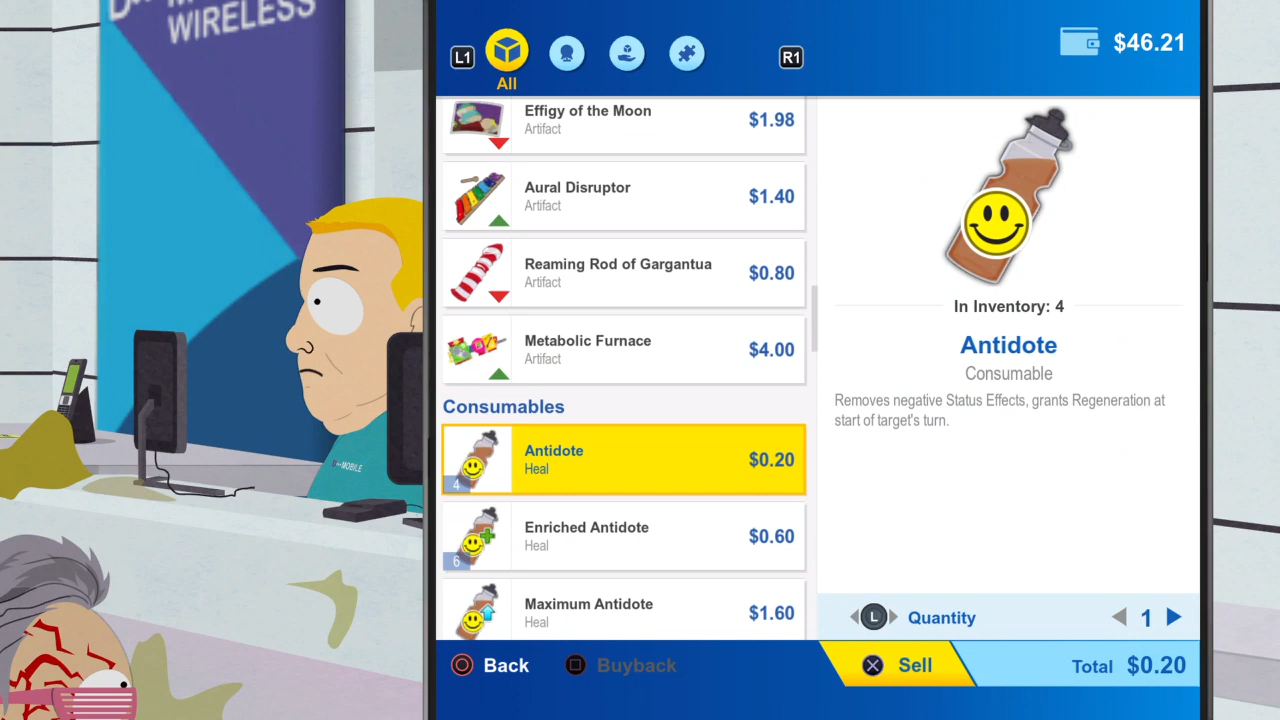 WIRELESS
L1
R1
All
$46.21
Effigy of the Moon
Artifact
$1.98
Aural Disruptor
Artifact
$1.40
Reaming Rod of Gargantua
Artifact
$0.80
Metabolic Furnace
Artifact
$4.00
Consumables
Antidote
Heal
$0.20
4
Enriched Antidote
Heal
$0.60
6
Maximum Antidote
Heal
$1.60
In Inventory: 4
Antidote
Consumable
Removes negative Status Effects, grants Regeneration at
start of target's turn.
L
Quantity
1
Back
Buyback
Sell
Total
$0.20